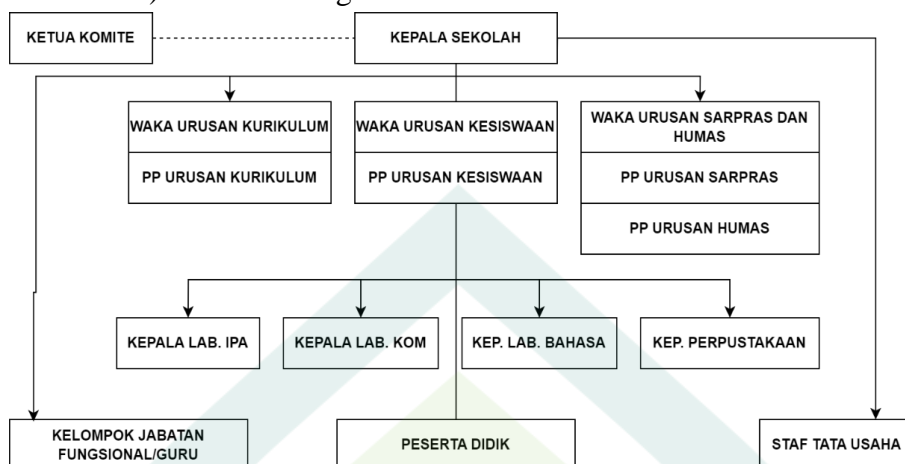 KETUA KOMITE
KEPALA SEKOLAH
WAKA URUSAN KURIKULUM
PP URUSAN KURIKULUM
WAKA URUSAN KESISWAAN
PP URUSAN KESISWAAN
WAKA URUSAN SARPRAS DAN
HUMAS
PP URUSAN SARPRAS
PP URUSAN HUMAS
KEPALA LAB. IPA
KEPALA LAB. KOM
KEP. LAB. BAHASA
KEP. PERPUSTAKAAN
KELOMPOK JABATAN
FUNGSIONAL/GURU
PESERTA DIDIK
STAF TATA USAHA